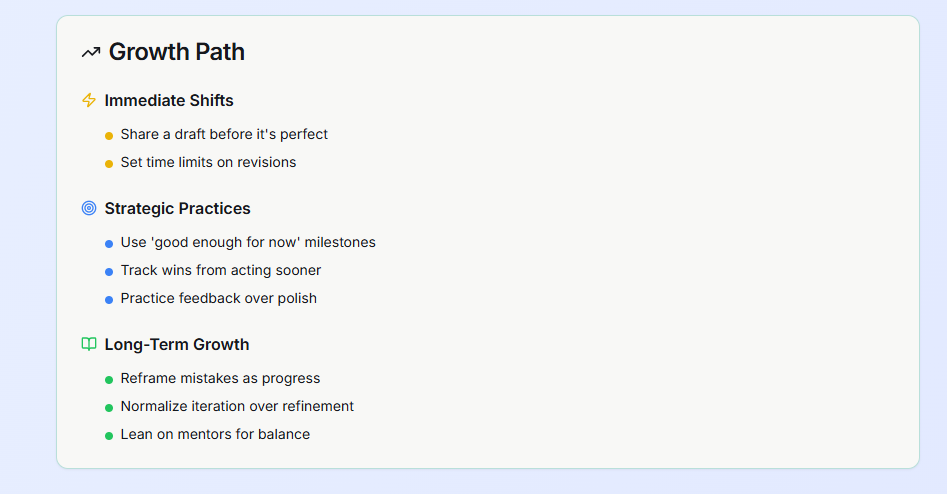 Growth Path
Immediate Shifts
Share a draft before it's perfect
Set time limits on revisions
Strategic Practices
Use 'good enough for now' milestones
Track wins from acting sooner
Practice feedback over polish
Long-Term Growth
Reframe mistakes as progress
Normalize iteration over refinement
Lean on mentors for balance